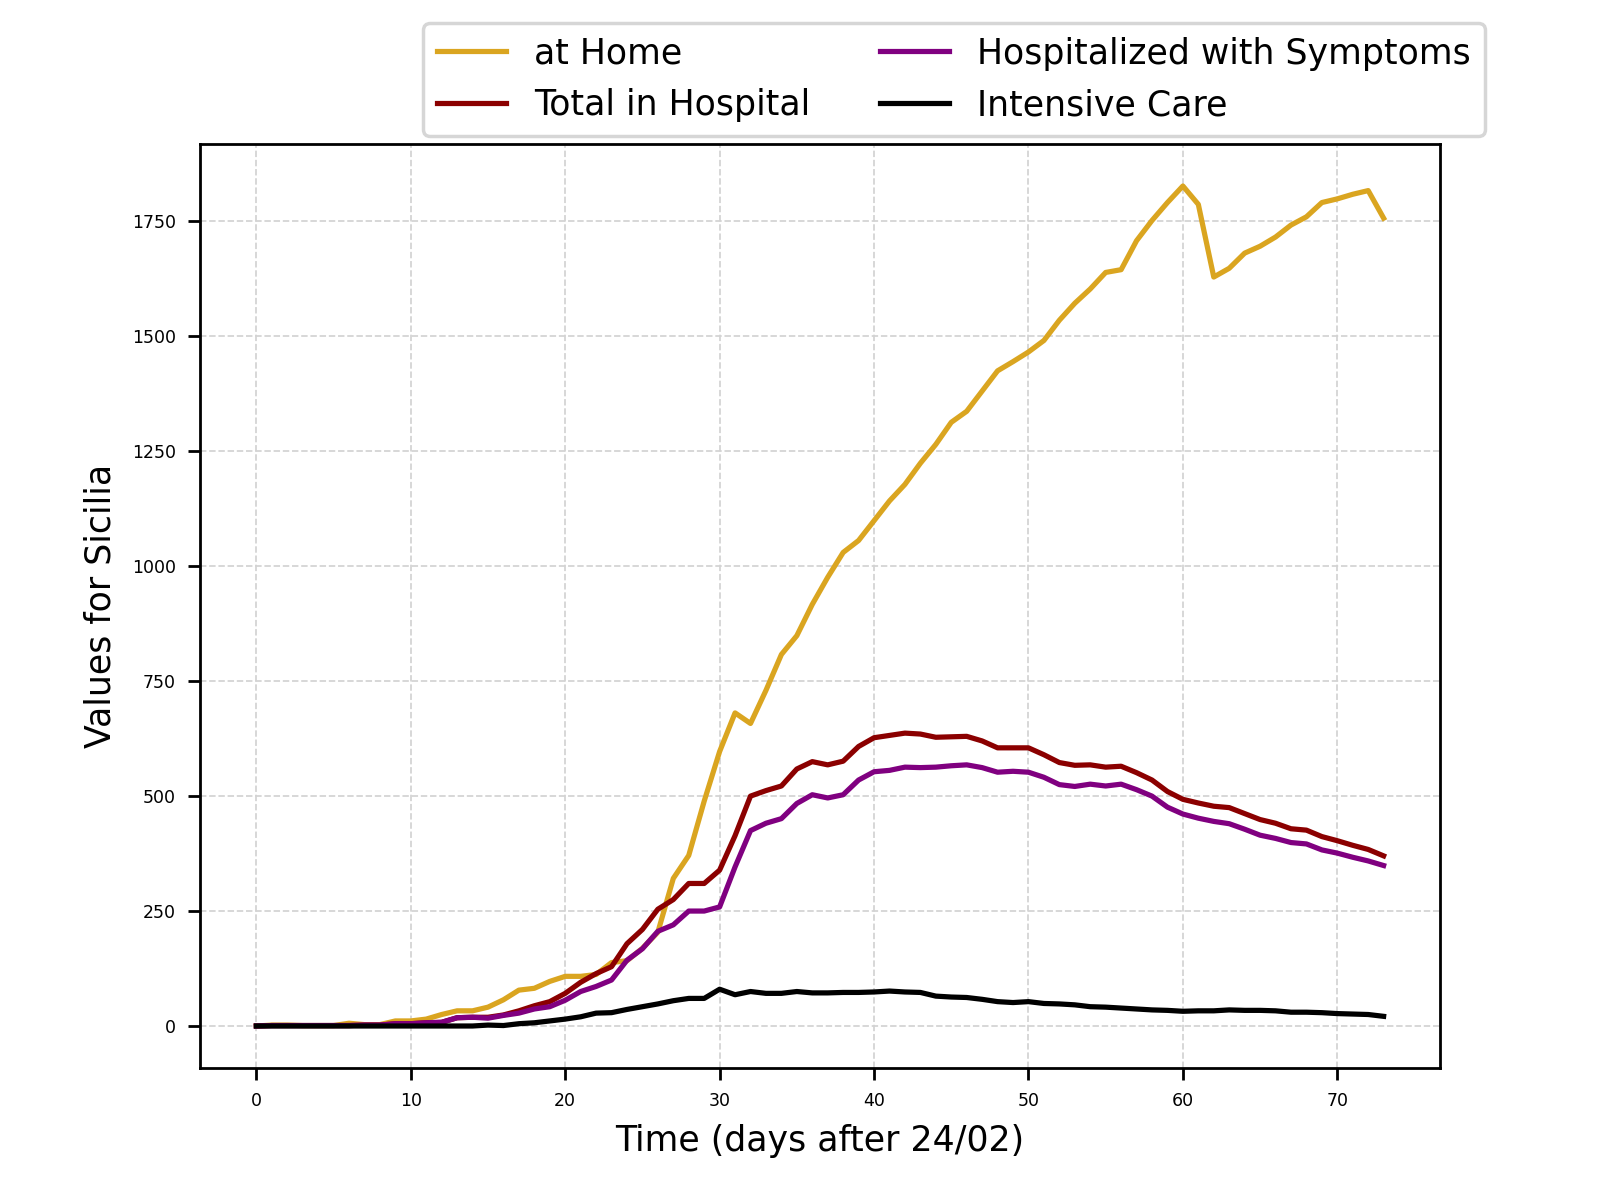 at Home
Total in Hospital
Hospitalized with Symptoms
Intensive Care
Values for Sicilia
1750
1500
1250
1000
750
500
250
0
0 10 20 30 40 50 60 70
Time (days after 24/02)